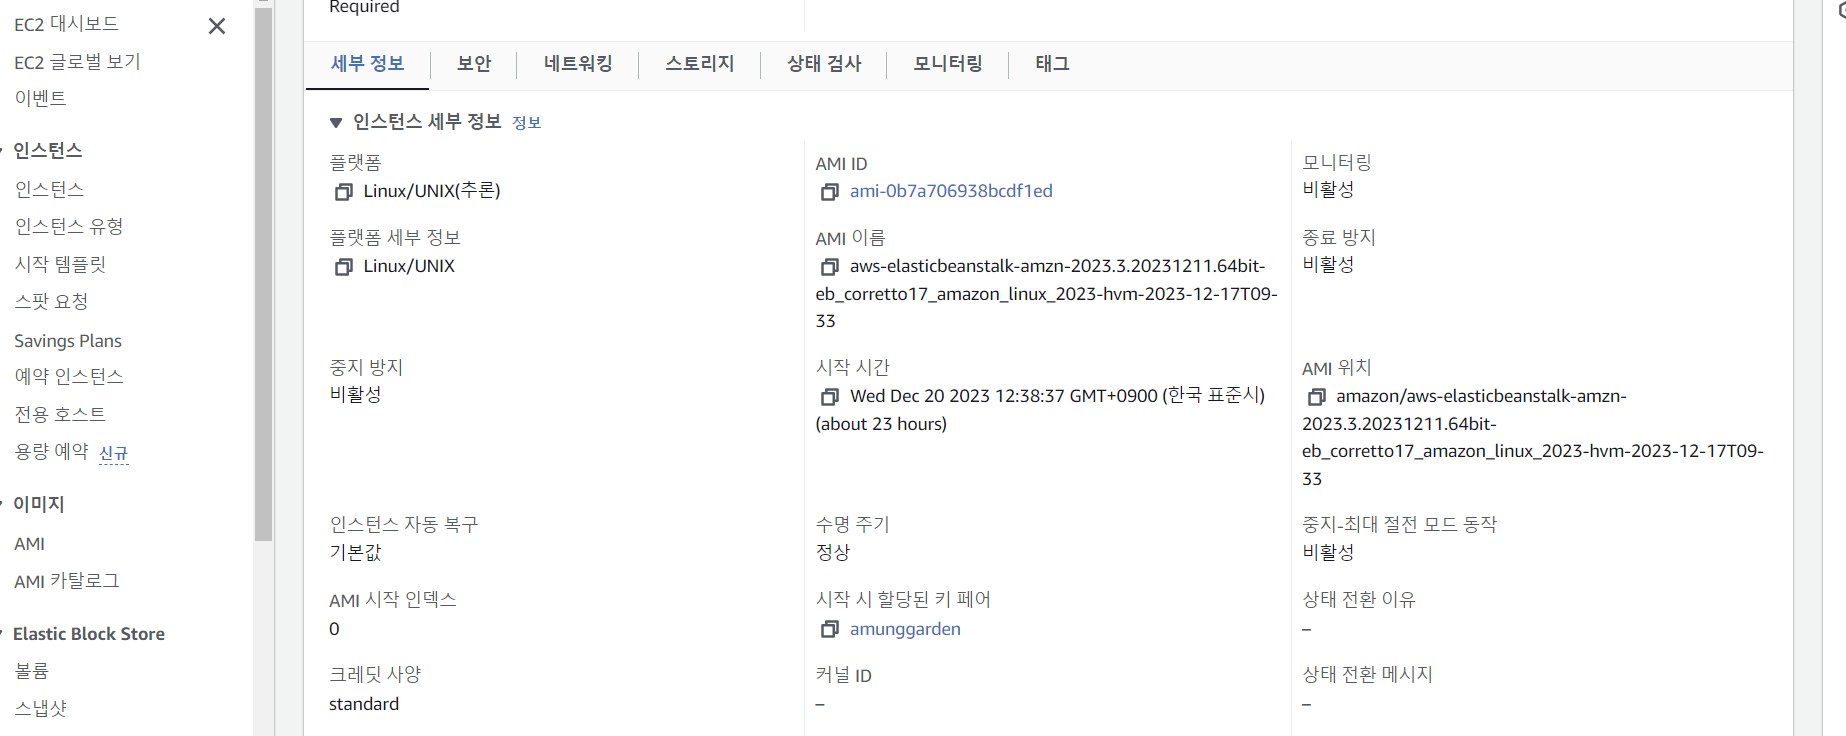 EC2 대시보드
EC2 글로벌 보기
이벤트
인스턴스
인스턴스
인스턴스 유형
시작 템플릿
스팟 요청
Savings Plans
예약 인스턴스
전용 호스트
용량 예약 신규
이미지
AMI
AMI 카탈로그
Elastic Block Store
볼륨
스냅샷
Required
세부 정보 보안 네트워킹 스토리지 상태 검사 모니터링 태그
인스턴스 세부 정보 정보
플랫폼
Linux/UNIX(추론)
AMI ID
ami-0b7a706938bcdf1ed
모니터링
비활성
플랫폼 세부 정보
Linux/UNIX
AMI 이름
aws-elasticbeanstalk-amzn-2023.3.20231211.64bit-
eb_corretto17_amazon_linux_2023-hvm-2023-12-17T09-
33
종료 방지
비활성
중지 방지
비활성
시작 시간
Wed Dec 20 2023 12:38:37 GMT+0900 (한국 표준시)
(about 23 hours)
AMI 위치
amazon/aws-elasticbeanstalk-amzn-
2023.3.20231211.64bit-
eb_corretto17_amazon_linux_2023-hvm-2023-12-17T09-
33
인스턴스 자동 복구
기본값
수명 주기
정상
중지-최대 절전 모드 동작
비활성
AMI 시작 인덱스
0
시작 시 할당된 키 페어
amunggarden
상태 전환 이유
–
크레딧 사양
standard
커널 ID
–
상태 전환 메시지
–